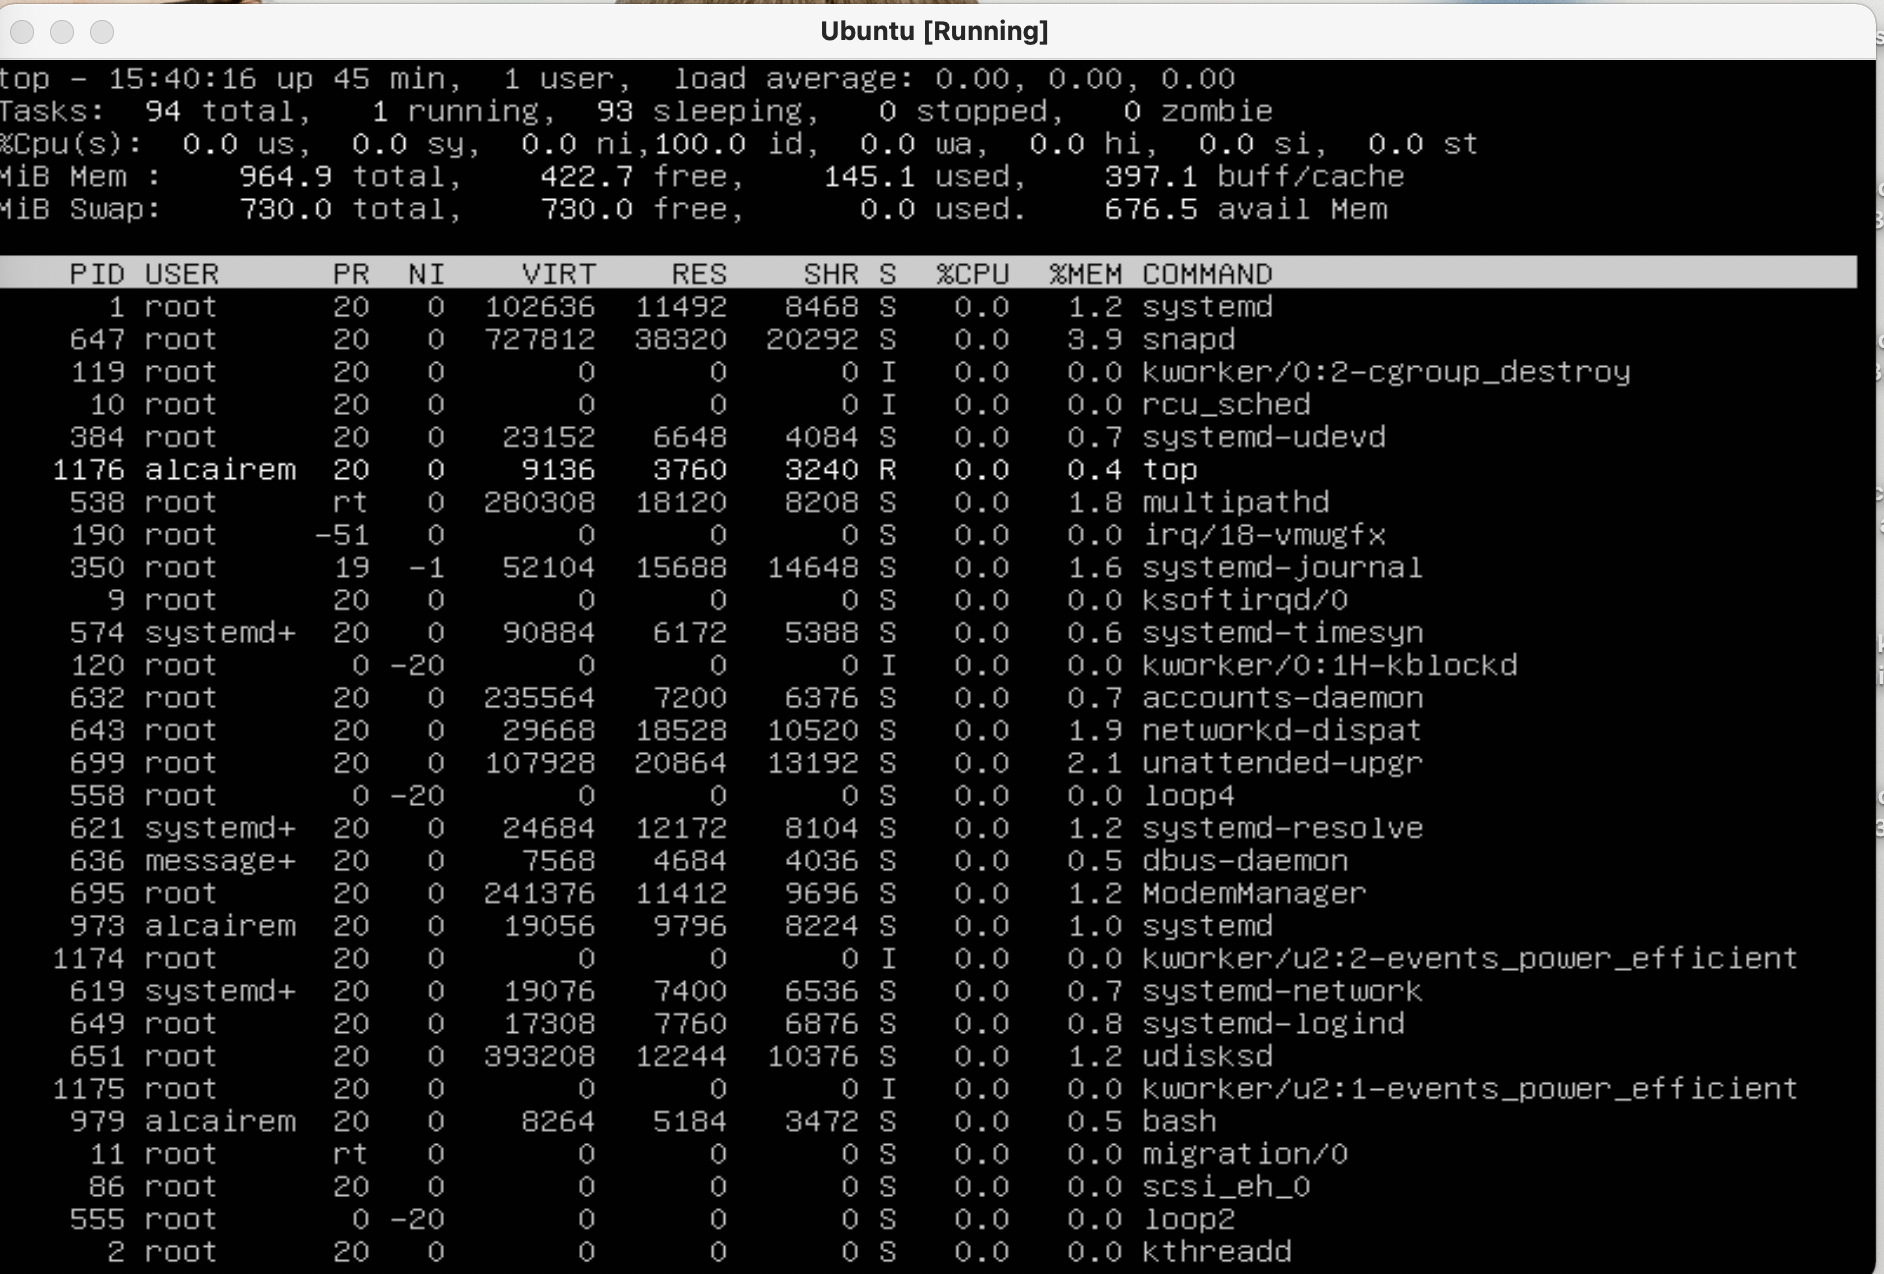 Ubuntu [Running]
top - 15:40:16 up 45 min,  1 user,  load average: 0.00, 0.00, 0.00
Tasks:  94 total,   1 running,  93 sleeping,   0 stopped,   0 zombie
%Cpu(s):  0.0 us,  0.0 sy,  0.0 ni,100.0 id,  0.0 wa,  0.0 hi,  0.0 si,  0.0 st
MiB Mem :    964.9 total,    422.7 free,    145.1 used,    397.1 buff/cache
MiB Swap:    730.0 total,    730.0 free,      0.0 used.    676.5 avail Mem
PID USER      PR  NI    VIRT    RES    SHR S  %CPU  %MEM COMMAND
1 root      20   0  102636  11492   8468 S   0.0   1.2 systemd
647 root      20   0  727812  38320  20292 S   0.0   3.9 snapd
119 root      20   0       0      0      0 I   0.0   0.0 kworker/0:2-cgroup_destroy
10 root      20   0       0      0      0 I   0.0   0.0 rcu_sched
384 root      20   0   23152   6648   4084 S   0.0   0.7 systemd-udevd
1176 alcairem  20   0    9136   3760   3240 R   0.0   0.4 top
538 root      rt   0  280308  18120   8208 S   0.0   1.8 multipathd
190 root     -51   0       0      0      0 S   0.0   0.0 irq/18-vmwgfx
350 root      19  -1   52104  15688  14648 S   0.0   1.6 systemd-journal
9 root      20   0       0      0      0 S   0.0   0.0 ksoftirqd/0
574 systemd+  20   0   90884   6172   5388 S   0.0   0.6 systemd-timesyn
120 root       0 -20       0      0      0 I   0.0   0.0 kworker/0:1H-kblockd
632 root      20   0  235564   7200   6376 S   0.0   0.7 accounts-daemon
643 root      20   0   29668  18528  10520 S   0.0   1.9 networkd-dispat
699 root      20   0  107928  20864  13192 S   0.0   2.1 unattended-upgr
558 root       0 -20       0      0      0 S   0.0   0.0 loop4
621 systemd+  20   0   24684  12172   8104 S   0.0   1.2 systemd-resolve
636 message+  20   0    7568   4684   4036 S   0.0   0.5 dbus-daemon
695 root      20   0  241376  11412   9696 S   0.0   1.2 ModemManager
973 alcairem  20   0   19056   9796   8224 S   0.0   1.0 systemd
1174 root      20   0       0      0      0 I   0.0   0.0 kworker/u2:2-events_power_efficient
619 systemd+  20   0   19076   7400   6536 S   0.0   0.7 systemd-network
649 root      20   0   17308   7760   6876 S   0.0   0.8 systemd-logind
651 root      20   0  393208  12244  10376 S   0.0   1.2 udisksd
1175 root      20   0       0      0      0 I   0.0   0.0 kworker/u2:1-events_power_efficient
979 alcairem  20   0    8264   5184   3472 S   0.0   0.5 bash
11 root      rt   0       0      0      0 S   0.0   0.0 migration/0
86 root      20   0       0      0      0 S   0.0   0.0 scsi_eh_0
555 root       0 -20       0      0      0 S   0.0   0.0 loop2
2 root      20   0       0      0      0 S   0.0   0.0 kthreadd